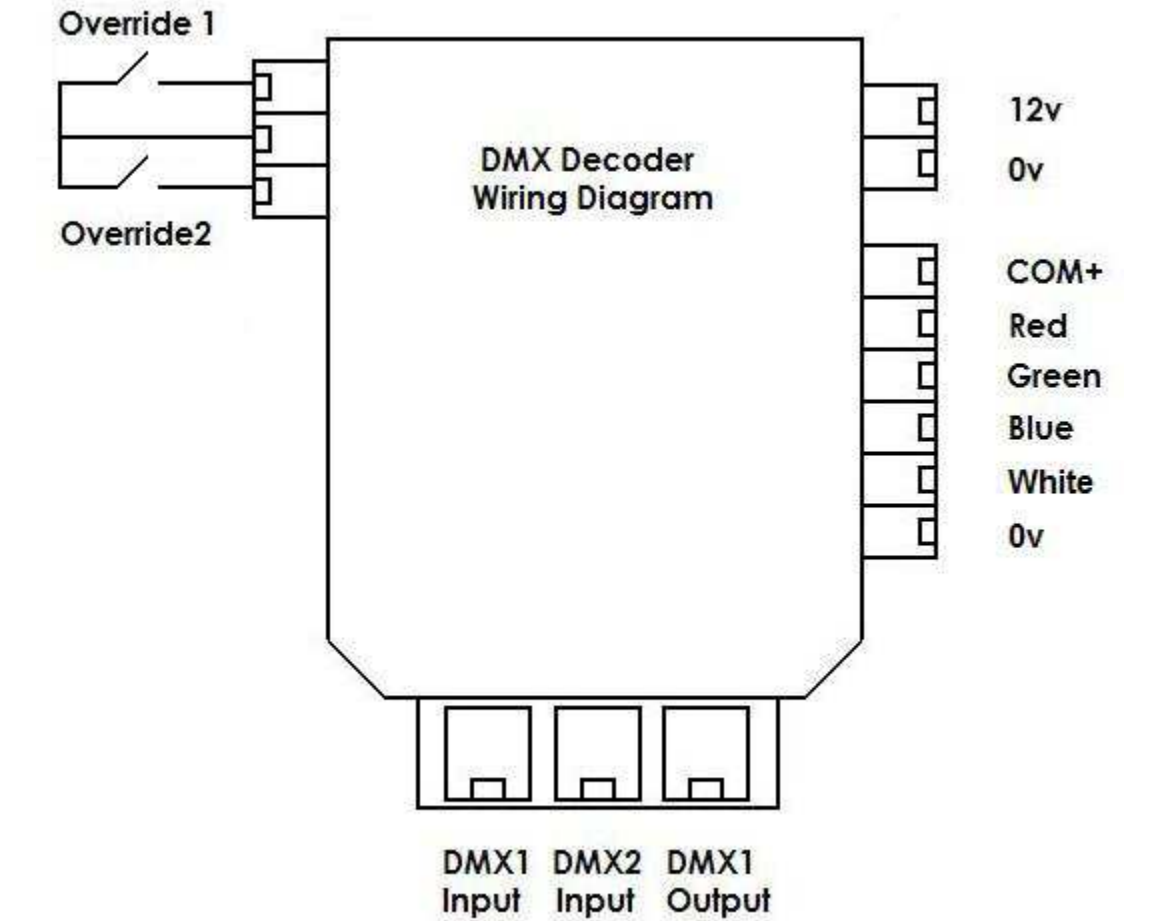 Override 1
DMX Decoder
Wiring Diagram
Override2
12v
0v
COM+
Red
Green
Blue
White
0v
DMX1 DMX2 DMX1
Input Input Output